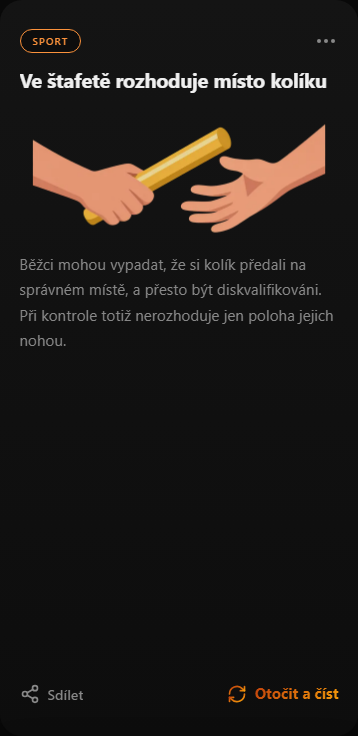 SPORT
Ve štafetě rozhoduje místo kolíku
Běžci mohou vypadat, že si kolík předali na
správném místě, a přesto být diskvalifikováni.
Při kontrole totiž nerozhoduje jen poloha jejich
nohou.
Sdílet
Otočit a číst